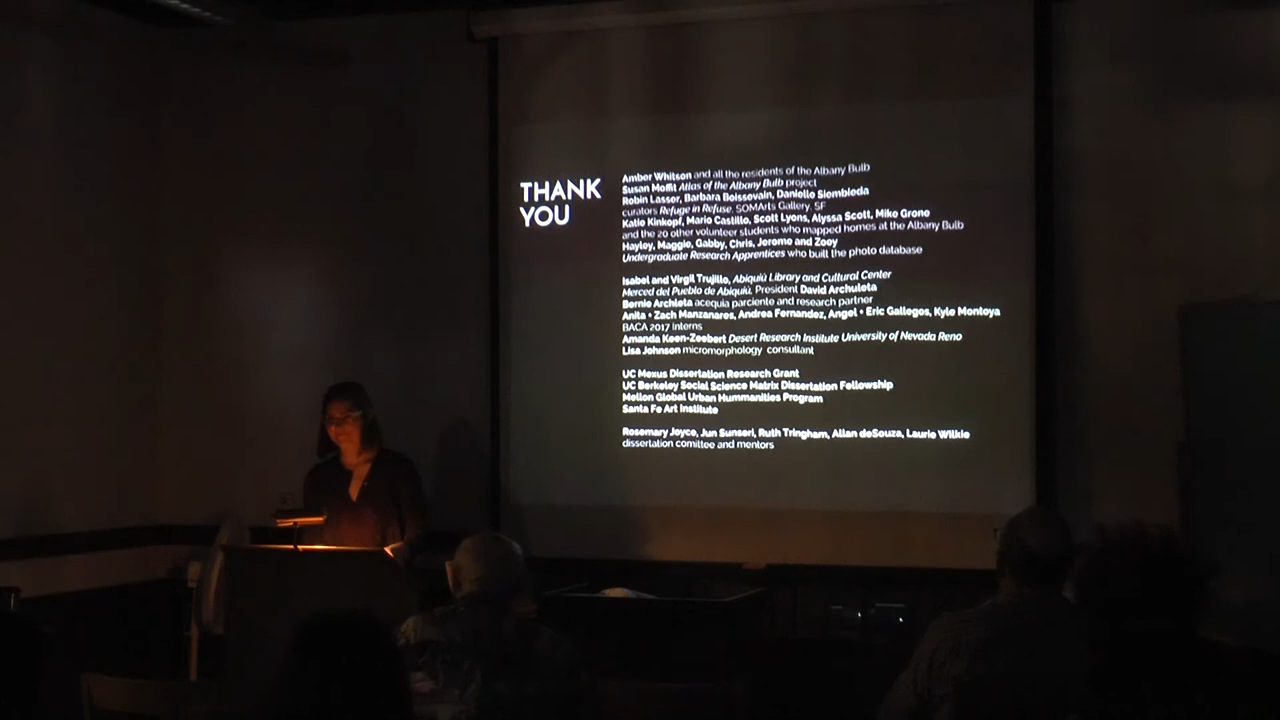 THANK
YOU
Amber Whitson and all the residents of the Albany Bulb
Susan Moffit Atlas of the Albany Bulb project
Robin Lasser, Barbara Boissevain, Danielle Siembieda
curators Refuge in Refuse, SOMArts Gallery, SF
Katie Kinkopf, Mario Castillo, Scott Lyons, Alyssa Scott, Mike Grone
and the 20 other volunteer students who mapped homes at the Albany Bulb
Hayley, Maggie, Gabby, Chris, Jerome and Zoey
Undergraduate Research Apprentices who built the photo database
Isabel and Virgil Trujillo, Abiquiú Library and Cultural Center
Merced del Pueblo de Abiquiú, President David Archuleta
Bernie Archleta acequia parciente and research partner
Anita + Zach Manzanares, Andrea Fernandez, Angel + Eric Gallegos, Kyle Montoya
BACA 2017 interns
Amanda Keen-Zeebert Desert Research Institute University of Nevada Reno
Lisa Johnson micromorphology consultant
UC Mexus Dissertation Research Grant
UC Berkeley Social Science Matrix Dissertation Fellowship
Mellon Global Urban Hummanities Program
Santa Fe Art Institute
Rosemary Joyce, Jun Sunseri, Ruth Tringham, Allan deSouza, Laurie Wilkie
dissertation comittee and mentors